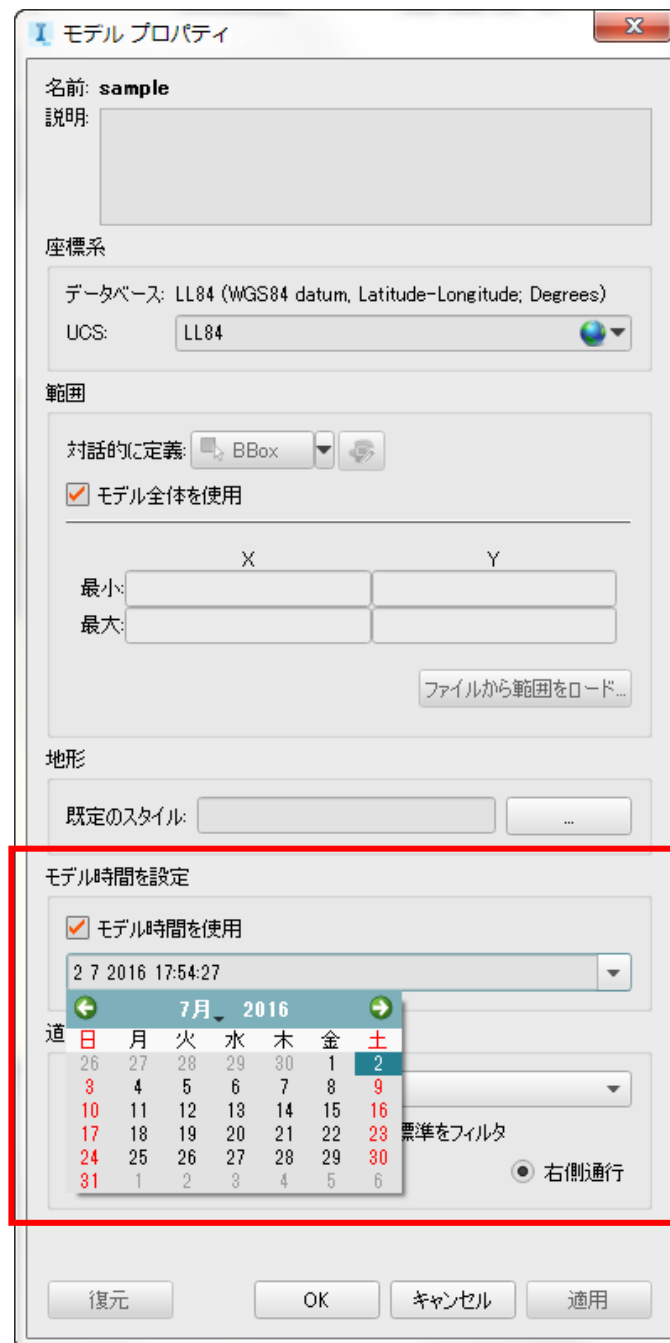 モデル プロパティ
名前: sample
説明:
座標系
データベース: LL84 (WGS84 datum, Latitude-Longitude; Degrees)
UCS: LL84
範囲
対話的に定義: BBox
モデル全体を使用
X Y
最小:
最大:
ファイルから範囲をロード...
地形
既定のスタイル: ...
モデル時間を設定
モデル時間を使用
2 7 2016 17:54:27
7月 2016
道
日 月 火 水 木 金 土
26 27 28 29 30 1 2
3 4 5 6 7 8 9
10 11 12 13 14 15 16
17 18 19 20 21 22 23 標準をフィルタ
24 25 26 27 28 29 30
31 1 2 3 4 5 6 右側通行
復元 OK キャンセル 適用